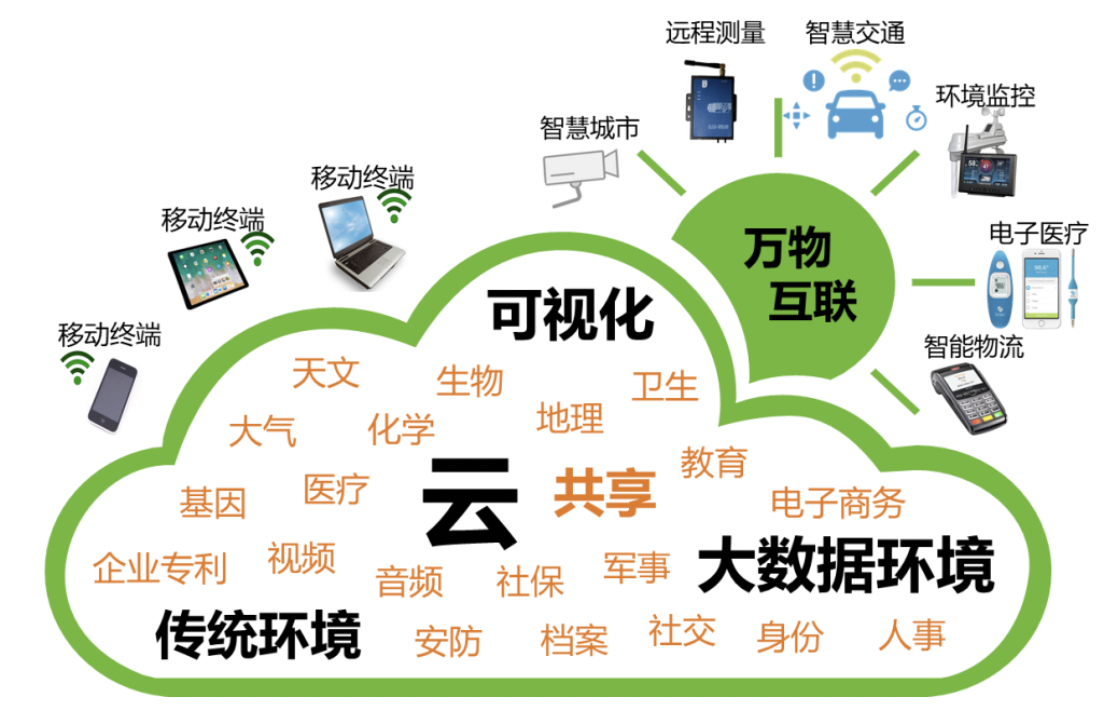 远程测量
智慧交通
环境监控
智慧城市
移动终端
移动终端
电子医疗
万物
互联
可视化
移动终端
智能物流
天文
生物
卫生
大气
化学
地理
教育
基因
医疗
云
共享
电子商务
企业专利
视频
音频
社保
军事
大数据环境
传统环境
安防
档案
社交
身份
人事